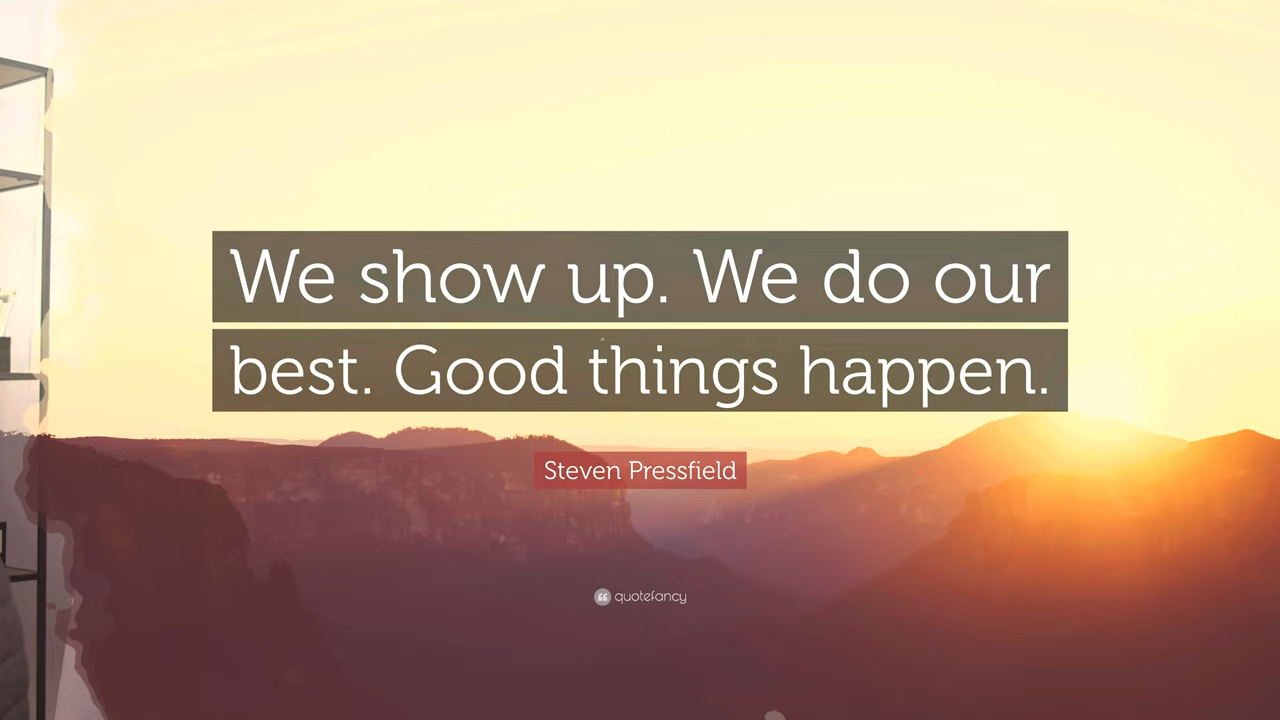 We show up. We do our
best. Good things happen.
Steven Pressfield
quotefancy